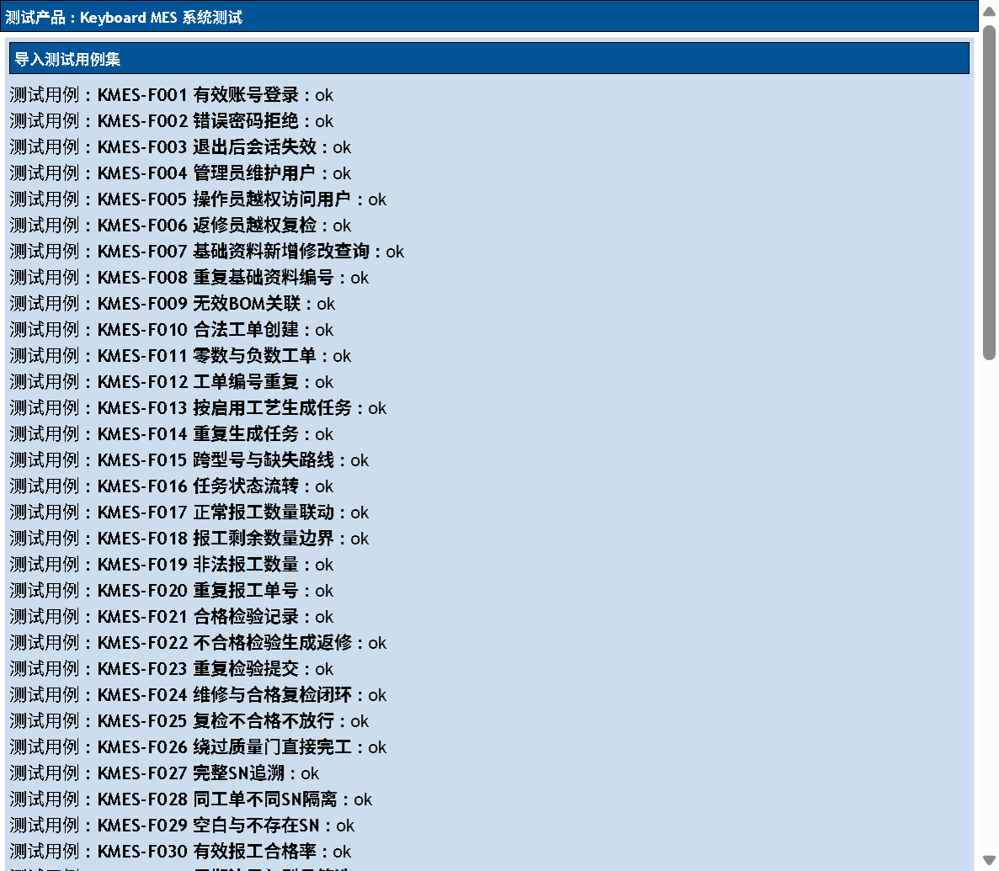 测试产品 : Keyboard MES 系统测试
导入测试用例集
测试用例 : KMES-F001 有效账号登录 : ok
测试用例 : KMES-F002 错误密码拒绝 : ok
测试用例 : KMES-F003 退出后会话失效 : ok
测试用例 : KMES-F004 管理员维护用户 : ok
测试用例 : KMES-F005 操作员越权访问用户 : ok
测试用例 : KMES-F006 返修员越权复检 : ok
测试用例 : KMES-F007 基础资料新增修改查询 : ok
测试用例 : KMES-F008 重复基础资料编号 : ok
测试用例 : KMES-F009 无效BOM关联 : ok
测试用例 : KMES-F010 合法工单创建 : ok
测试用例 : KMES-F011 零数与负数工单 : ok
测试用例 : KMES-F012 工单编号重复 : ok
测试用例 : KMES-F013 按启用工艺生成任务 : ok
测试用例 : KMES-F014 重复生成任务 : ok
测试用例 : KMES-F015 跨型号与缺失路线 : ok
测试用例 : KMES-F016 任务状态流转 : ok
测试用例 : KMES-F017 正常报工数量联动 : ok
测试用例 : KMES-F018 报工剩余数量边界 : ok
测试用例 : KMES-F019 非法报工数量 : ok
测试用例 : KMES-F020 重复报工单号 : ok
测试用例 : KMES-F021 合格检验记录 : ok
测试用例 : KMES-F022 不合格检验生成返修 : ok
测试用例 : KMES-F023 重复检验提交 : ok
测试用例 : KMES-F024 维修与合格复检闭环 : ok
测试用例 : KMES-F025 复检不合格不放行 : ok
测试用例 : KMES-F026 绕过质量门直接完工 : ok
测试用例 : KMES-F027 完整SN追溯 : ok
测试用例 : KMES-F028 同工单不同SN隔离 : ok
测试用例 : KMES-F029 空白与不存在SN : ok
测试用例 : KMES-F030 有效报工合格率 : ok